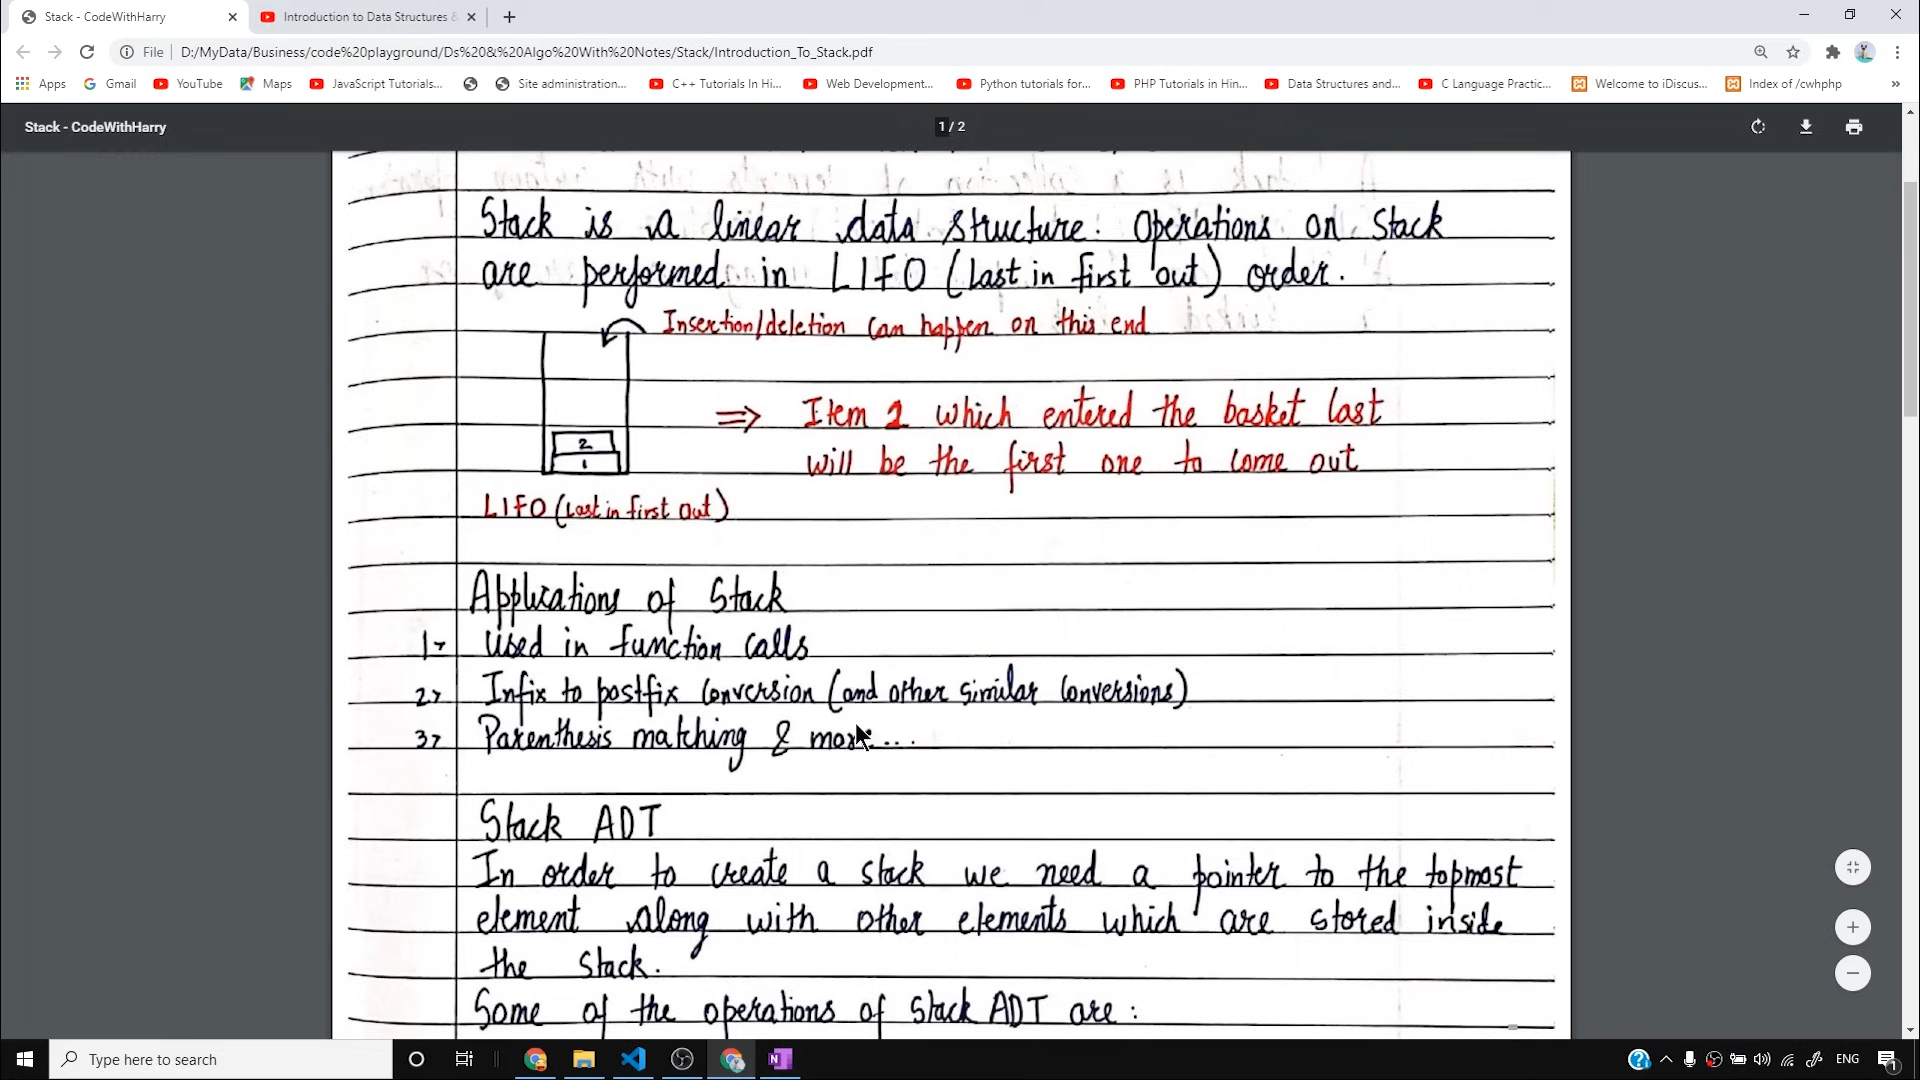 Stack - CodeWithHarry
Introduction to Data Structures &
File
D:/MyData/Business/code%20playground/Ds%20&%20Algo%20With%20Notes/Stack/Introduction_To_Stack.pdf
Apps
Gmail
YouTube
Maps
JavaScript Tutorials...
Site administration...
C++ Tutorials In Hi...
Web Development...
Python tutorials for...
PHP Tutorials in Hin...
Data Structures and...
C Language Practic...
Welcome to iDiscus...
Index of /cwhphp
»
Stack - CodeWithHarry
1 / 2
Stack is a linear data structure. Operations on Stack
are performed in LIFO (Last in first out) order.
Insertion/deletion can happen on this end
⇒ Item 2 which entered the basket last
will be the first one to come out
2
1
LIFO (Last in first out)
Applications of Stack
1> Used in function calls
2> Infix to postfix conversion (and other similar conversions)
3> Parenthesis matching & more...
Stack ADT
In order to create a stack we need a pointer to the topmost
element along with other elements which are stored inside
the stack.
Some of the operations of stack ADT are :
Type here to search
ENG
1